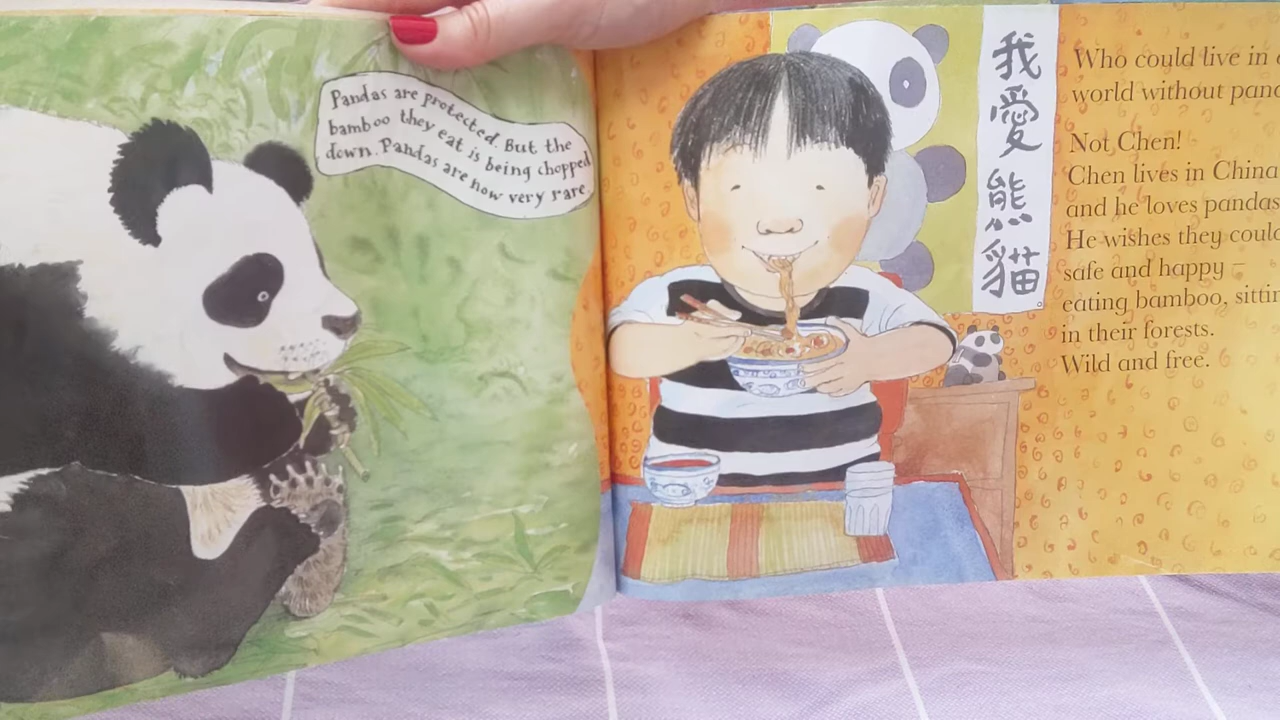 Pandas are protected. But the
bamboo they eat is being chopped
down. Pandas are now very rare.
我愛熊貓。
Who could live in
world without
Not Chen!
Chen lives in China
and he loves pandas
He wishes they could
safe and happy –
eating bamboo,
in their forests.
Wild and free.